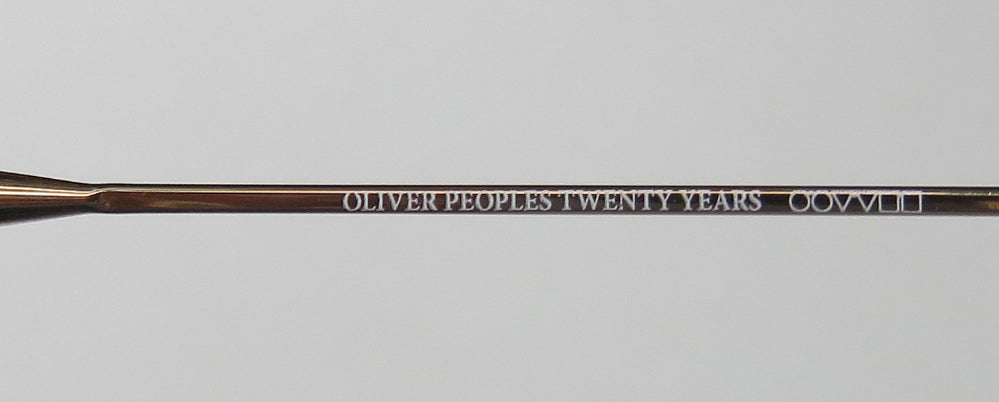 OLIVER PEOPLES TWENTY YEARS ○○▽▽□□